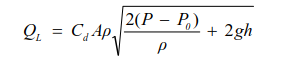 Q_L = C_d Aρ√(2(P − P_0)/ρ + 2gh)